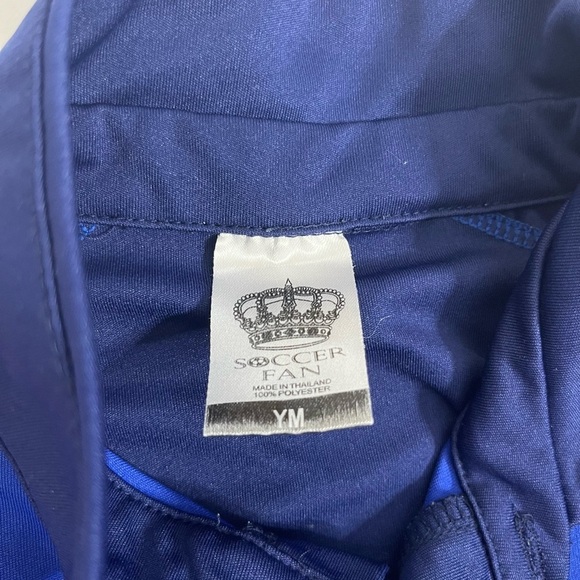 SOCCER
FAN
MADE IN THAILAND
100% POLYESTER
YM